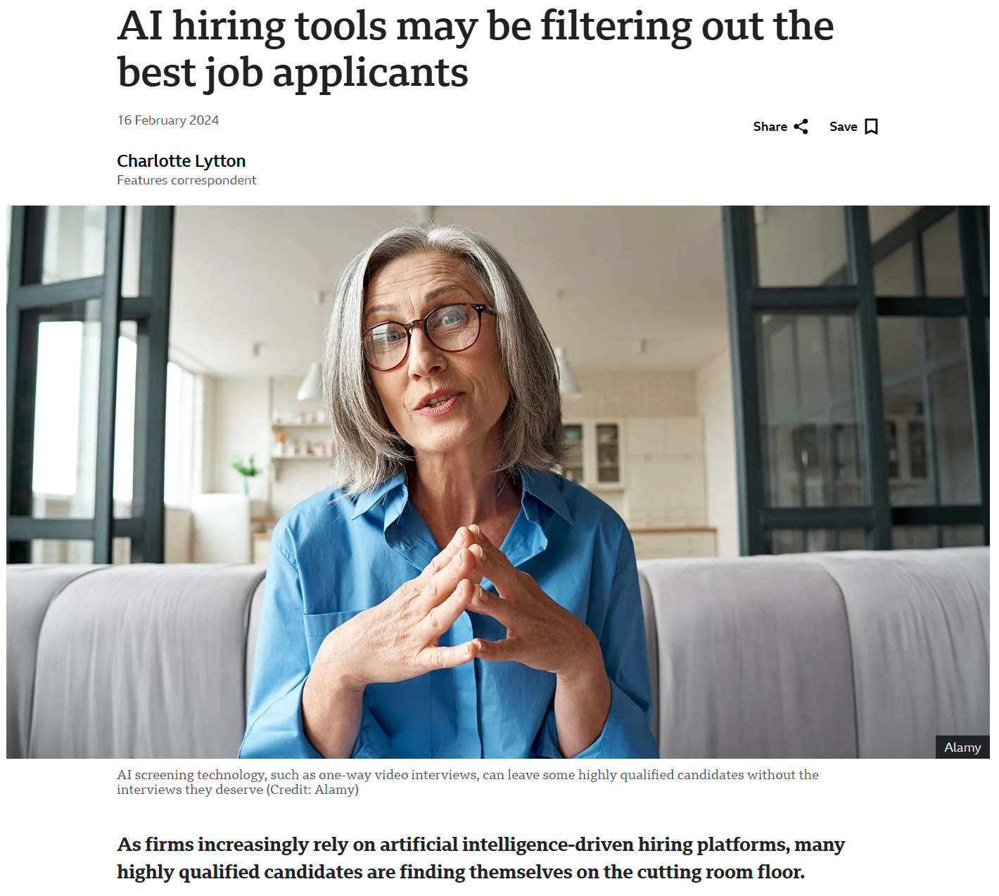 AI hiring tools may be filtering out the
best job applicants
16 February 2024
Share
Save
Charlotte Lytton
Features correspondent
Alamy
AI screening technology, such as one-way video interviews, can leave some highly qualified candidates without the
interviews they deserve (Credit: Alamy)
As firms increasingly rely on artificial intelligence-driven hiring platforms, many
highly qualified candidates are finding themselves on the cutting room floor.